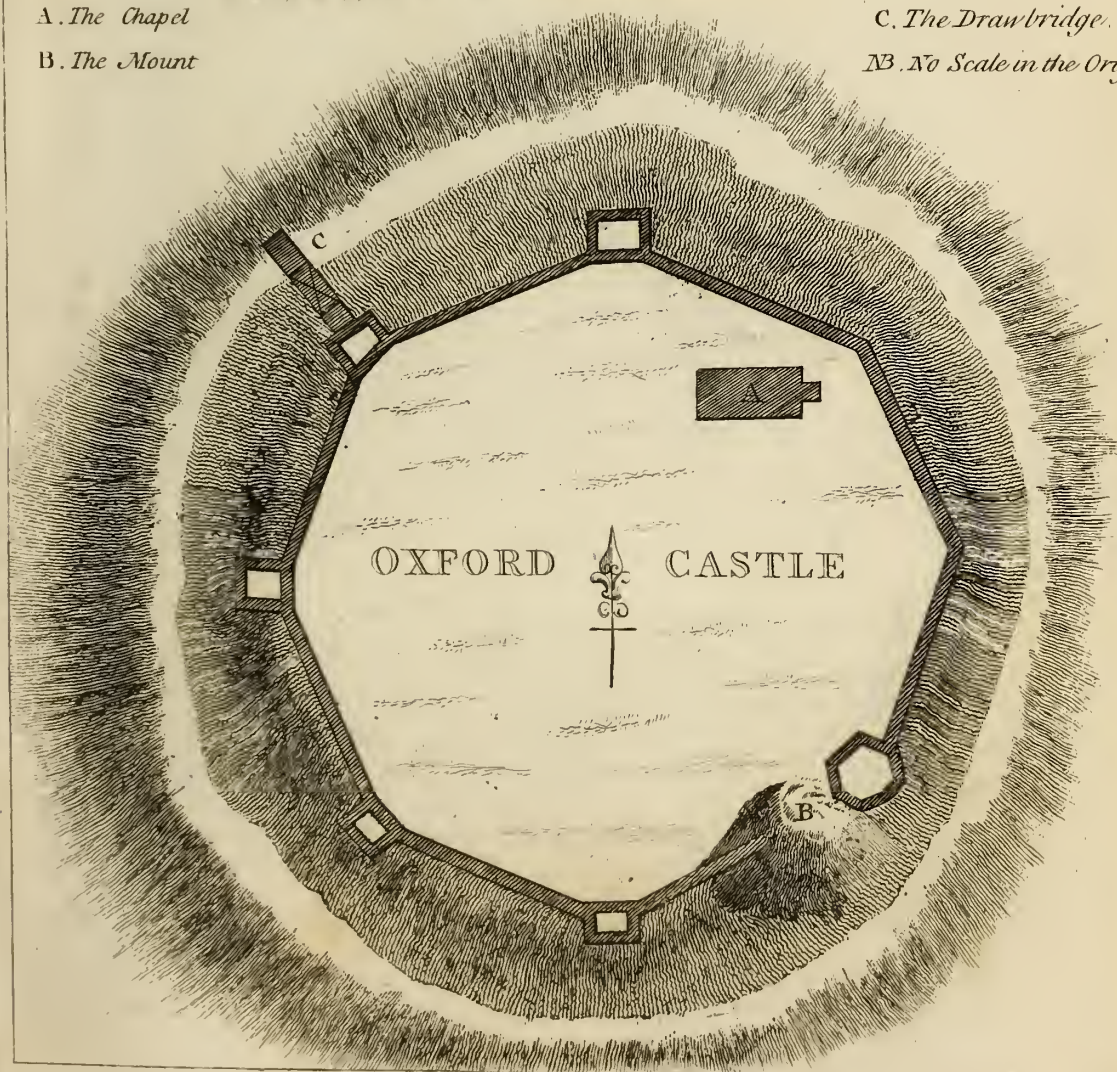 A. The Chapel
B. The Mount
C. The Drawbridge.
NB. No Scale in the
C
A
OXFORD CASTLE
B